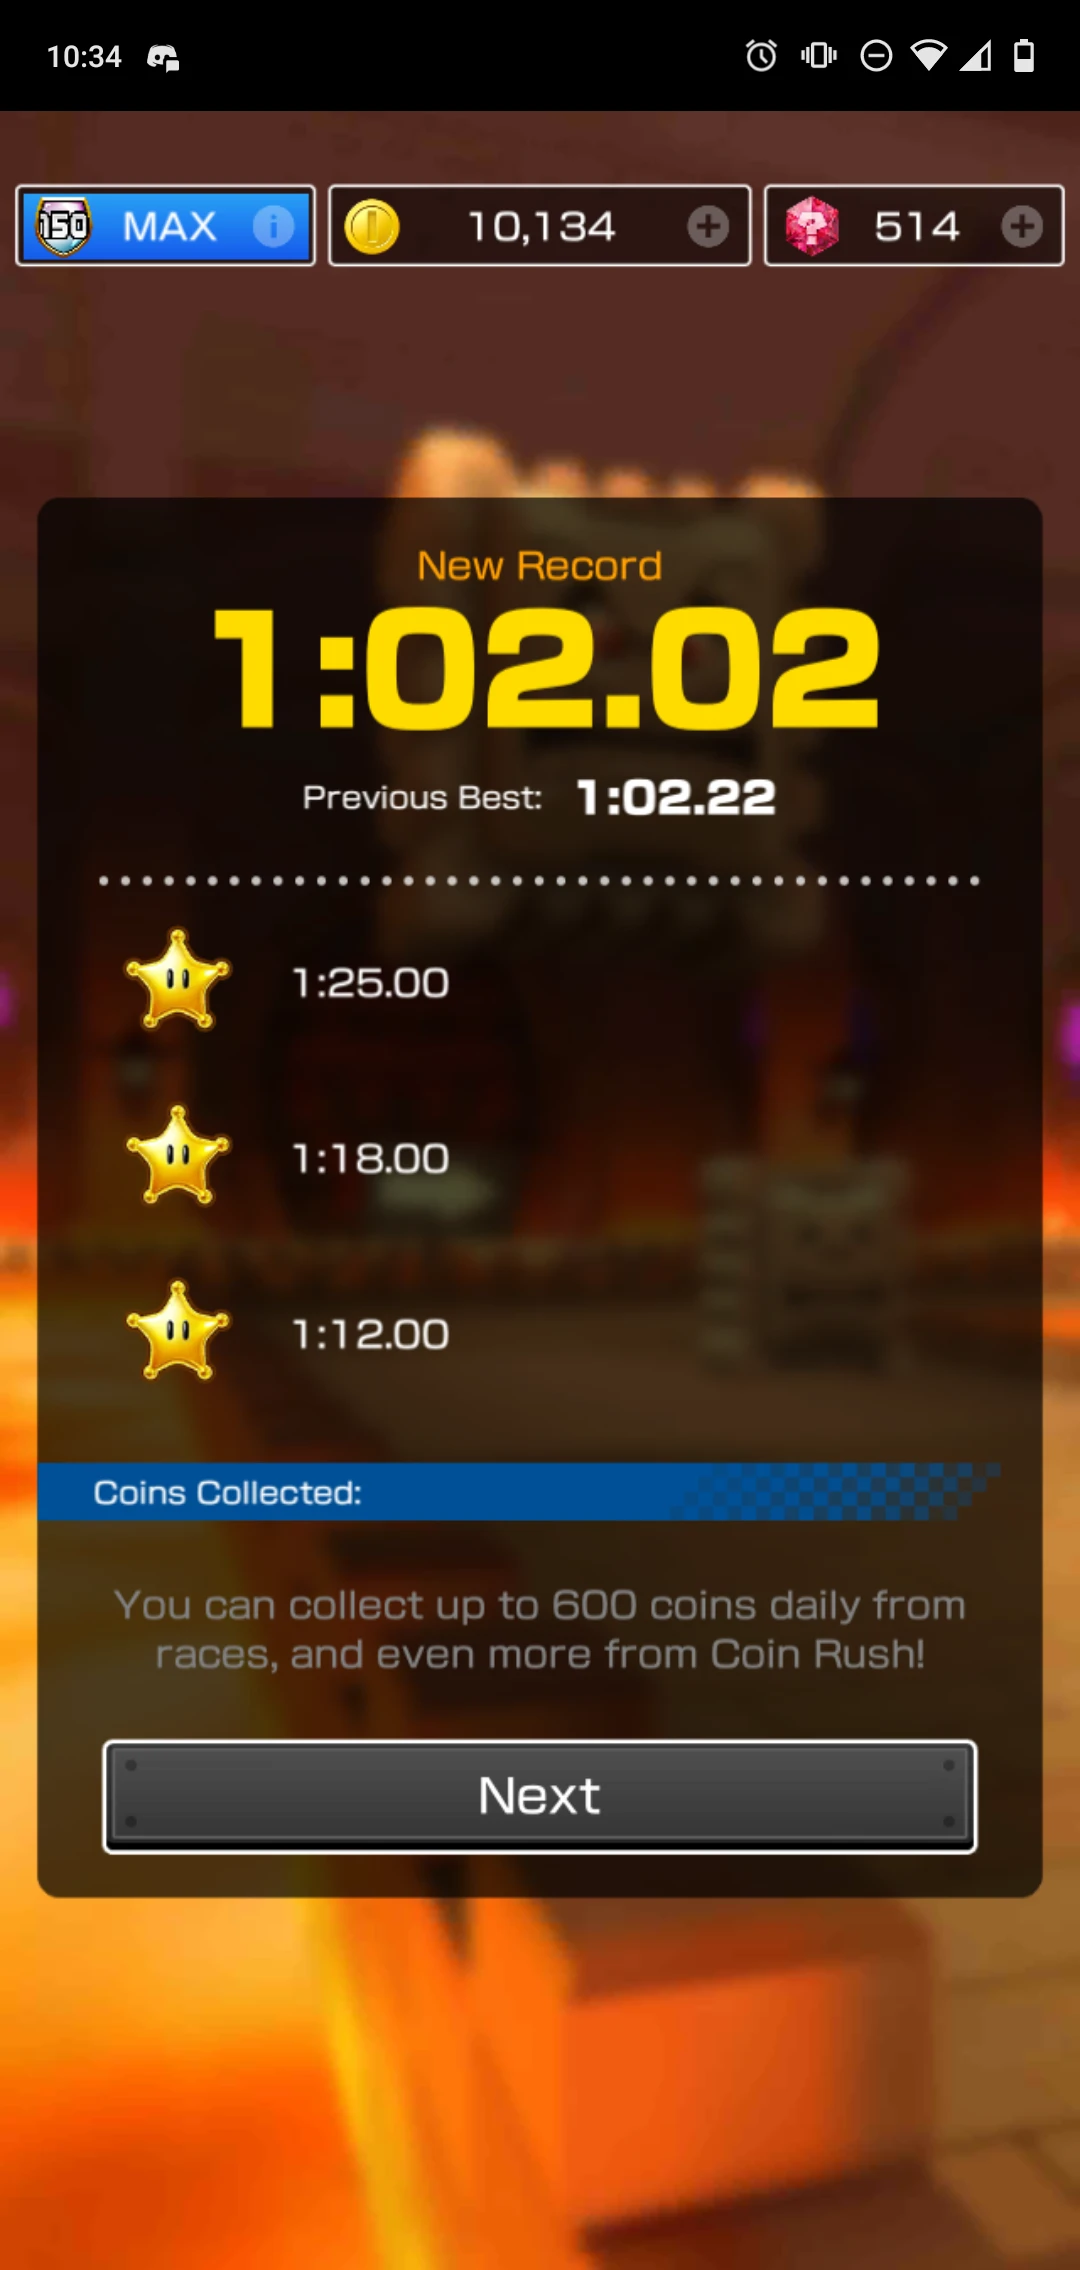 10:34
150 MAX i 10,134 + ? 514 +
New Record
1:02.02
Previous Best: 1:02.22
1:25.00
1:18.00
1:12.00
Coins Collected:
You can collect up to 600 coins daily from
races, and even more from Coin Rush!
Next